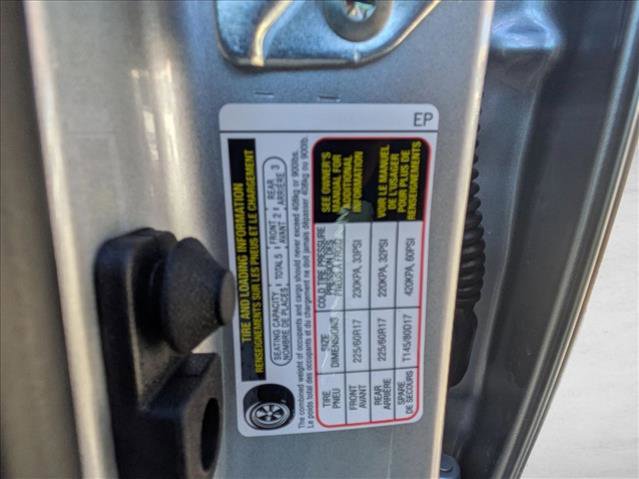 EP
TIRE AND LOADING INFORMATION
RENSEIGNEMENTS SUR LES PNEUS ET LE CHARGEMENT
SEATING CAPACITY TOTAL 5 FRONT 2 REAR 3
NOMBRE DE PLACES AVANT ARRIÈRE
The combined weight of occupants and cargo should never exceed 408kg or 900lbs.
Le poids total des occupants et du chargement ne doit jamais dépasser 408kg ou 900lb.
TIRE SIZE COLD TIRE PRESSURE SEE OWNER'S
PNEU DIMENSIONS PRESSION DES MANUAL FOR
PNEUS À FROID ADDITIONAL
INFORMATION
FRONT 225/60R17 230KPA, 33PSI
AVANT
REAR 225/60R17 220KPA, 32PSI VOIR LE MANUEL
ARRIÈRE DE L'USAGER
SPARE T145/80D17 420KPA, 60PSI POUR PLUS DE
DE SECOURS RENSEIGNEMENTS